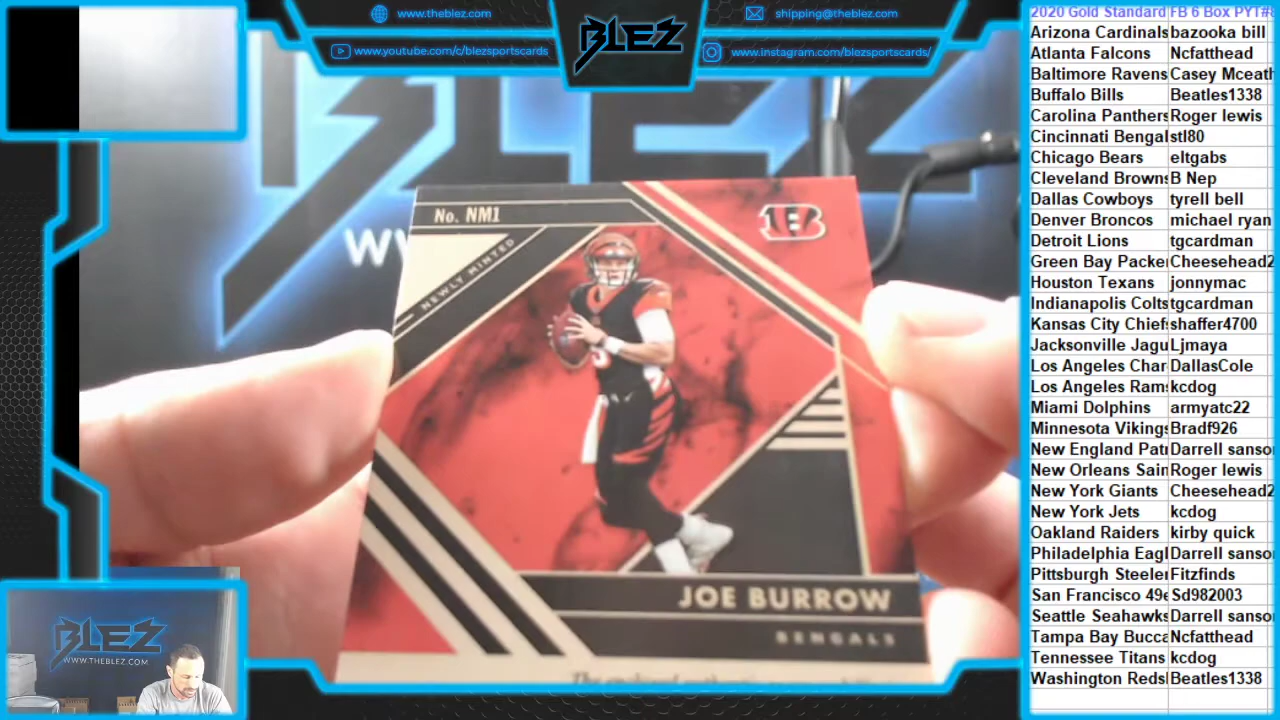 www.theblez.com
www.youtube.com/c/blezsportscards
BLEZ
shipping@theblez.com
www.instagram.com/blezsportscards/
BLEZ
W
No. NM1
NEWLY MINTED
B
JOE BURROW
BENGALS
BLEZ
WWW.THEBLEZ.COM
2020 Gold Standard FB 6 Box PYT#
Arizona Cardinals bazooka bill
Atlanta Falcons Ncfatthead
Baltimore Ravens Casey Mceath
Buffalo Bills Beatles1338
Carolina Panthers Roger lewis
Cincinnati Bengal stl80
Chicago Bears eltgabs
Cleveland Browns B Nep
Dallas Cowboys tyrell bell
Denver Broncos michael ryan
Detroit Lions tgcardman
Green Bay Packer Cheesehead2
Houston Texans jonnymac
Indianapolis Colts tgcardman
Kansas City Chiefs shaffer4700
Jacksonville Jagu Ljmaya
Los Angeles Char DallasCole
Los Angeles Rams kcdog
Miami Dolphins armyatc22
Minnesota Vikings Bradf926
New England Patr Darrell sanso
New Orleans Sain Roger lewis
New York Giants Cheesehead2
New York Jets kcdog
Oakland Raiders kirby quick
Philadelphia Eagl Darrell sanso
Pittsburgh Steeler Fitzfinds
San Francisco 49e Sd982003
Seattle Seahawks Darrell sanso
Tampa Bay Bucca Ncfatthead
Tennessee Titans kcdog
Washington Reds Beatles1338